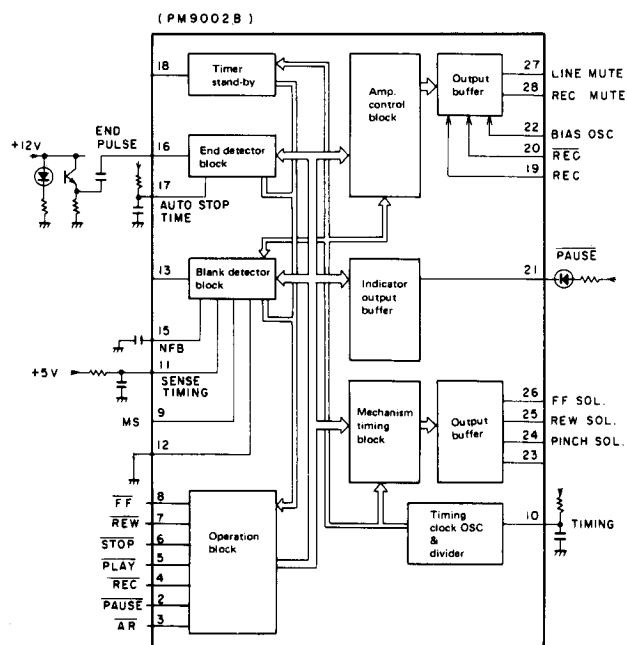 (PM9002B)
18
Timer
stand-by
END
PULSE
+12V
16
End detector
block
17
AUTO STOP
TIME
13
Blank detector
block
15
NFB
+5V
11
SENSE
TIMING
9
MS
12
FF
8
REW
7
STOP
6
PLAY
5
REC
4
PAUSE
2
AR
3
Operation
block
Amp.
control
block
Output
buffer
27
LINE MUTE
28
REC MUTE
22
BIAS OSC
20
REC
19
REC
Indicator
output
buffer
21
PAUSE
Mechanism
timing
block
Output
buffer
26
FF SOL.
25
REW SOL.
24
PINCH SOL.
23
Timing
clock OSC
&
divider
10
TIMING